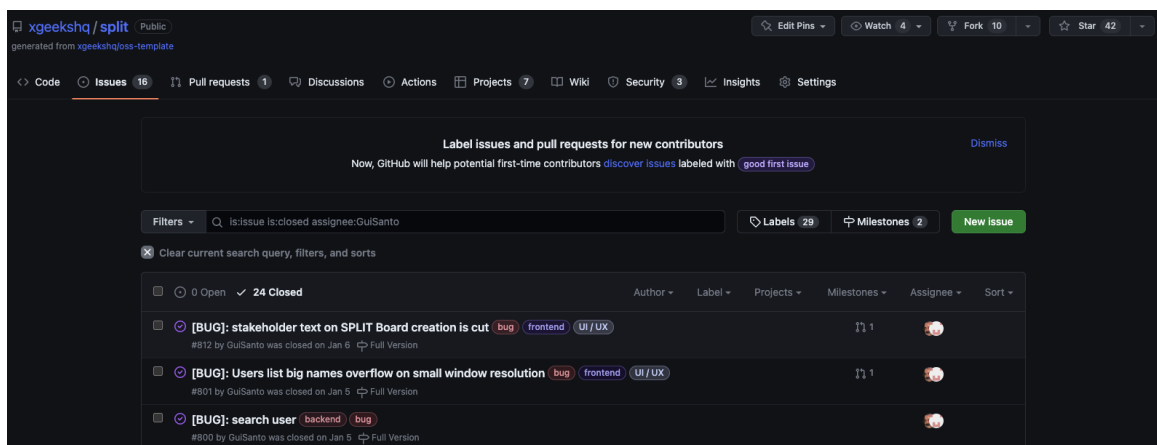 xgeekshq / split Public
Edit Pins Watch 4 Fork 10 Star 42
generated from xgeekshq/oss-template
Code Issues 16 Pull requests 1 Discussions Actions Projects 7 Wiki Security 3 Insights Settings
Label issues and pull requests for new contributors
Dismiss
Now, GitHub will help potential first-time contributors discover issues labeled with good first issue
Filters is:issue is:closed assignee:GuiSanto Labels 29 Milestones 2 New issue
Clear current search query, filters, and sorts
0 Open 24 Closed Author Label Projects Milestones Assignee Sort
[BUG]: stakeholder text on SPLIT Board creation is cut bug frontend UI / UX 1
#812 by GuiSanto was closed on Jan 6 Full Version
[BUG]: Users list big names overflow on small window resolution bug frontend UI / UX 1
#801 by GuiSanto was closed on Jan 5 Full Version
[BUG]: search user backend bug
#800 by GuiSanto was closed on Jan 5 Full Version